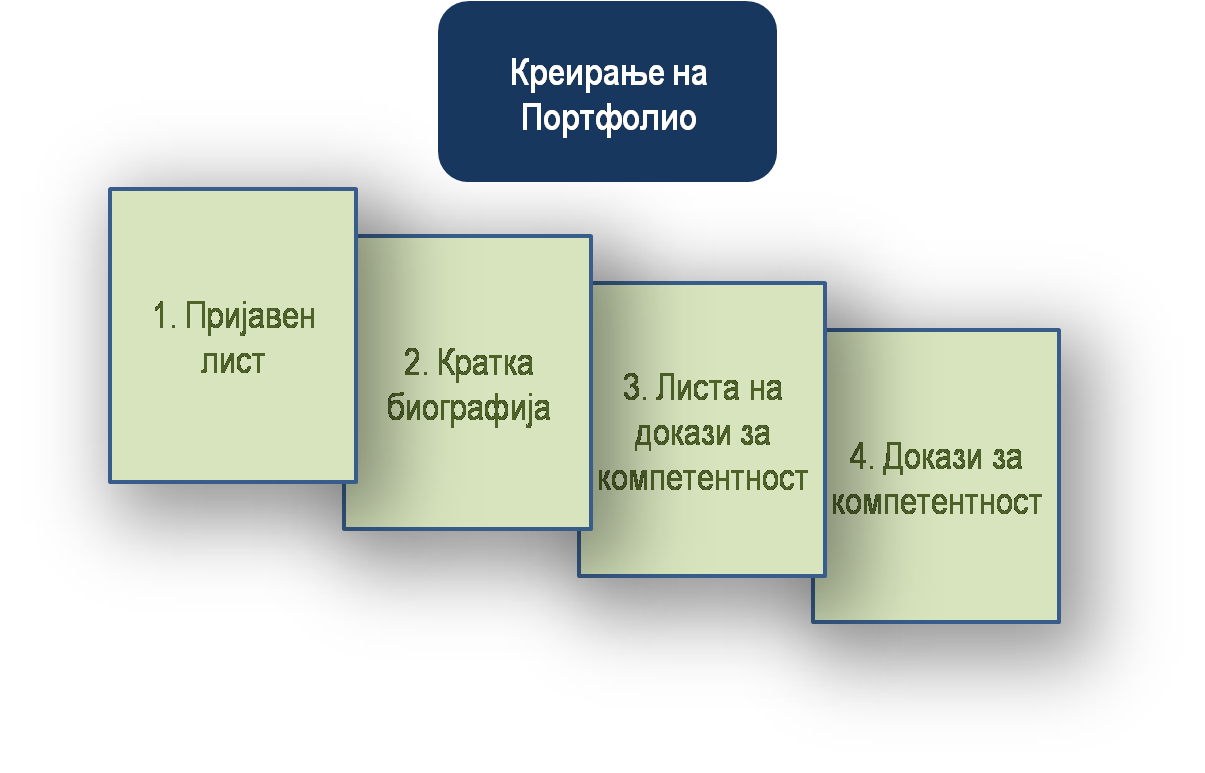 Креирање на
Портфолио
1. Пријавен
лист
2. Кратка
биографија
3. Листа на
докази за
компетентност
4. Докази за
компетентност